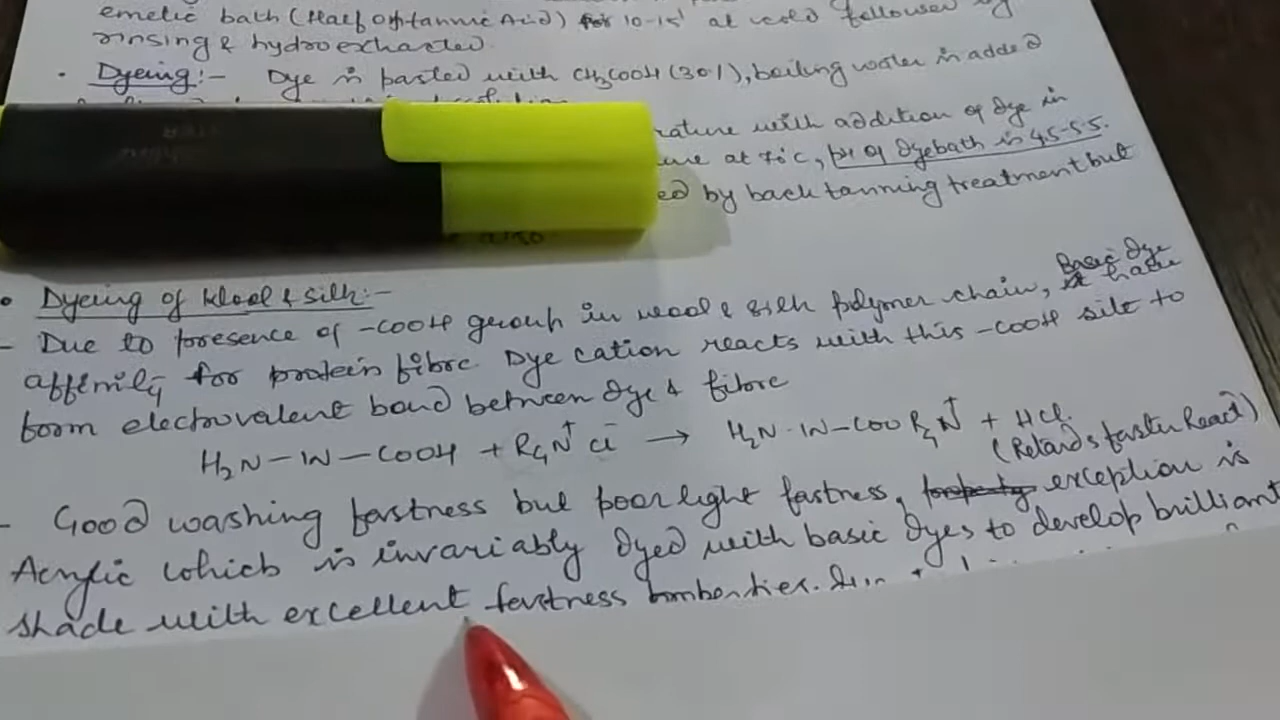 emetic bath (Half of tannic Acid) for 10-15' at cold followed by
rinsing & hydroextracted.
• Dyeing:- Dye is pasted with CH3COOH (30%), boiling water is added
rature with addition of dye in
ure at 70°C, pH of dyebath is 4.5-5.5.
ed by back tanning treatment but
also
• Dyeing of Wool & silk:-
- Due to presence of -COOH group in wool & silk polymer chain, Basic dye have
affinity for protein fibre. Dye cation reacts with this -COOH site to
form electrovalent bond between dye & fibre
H2N-IN-COOH + R4N+ Cl- → H2N-IN-COO R4N+ + HCl.
(Retards faster React)
- Good washing fastness but poor light fastness, exception is
Acrylic which is invariably dyed with basic dyes to develop brilliant
shade with excellent fastness